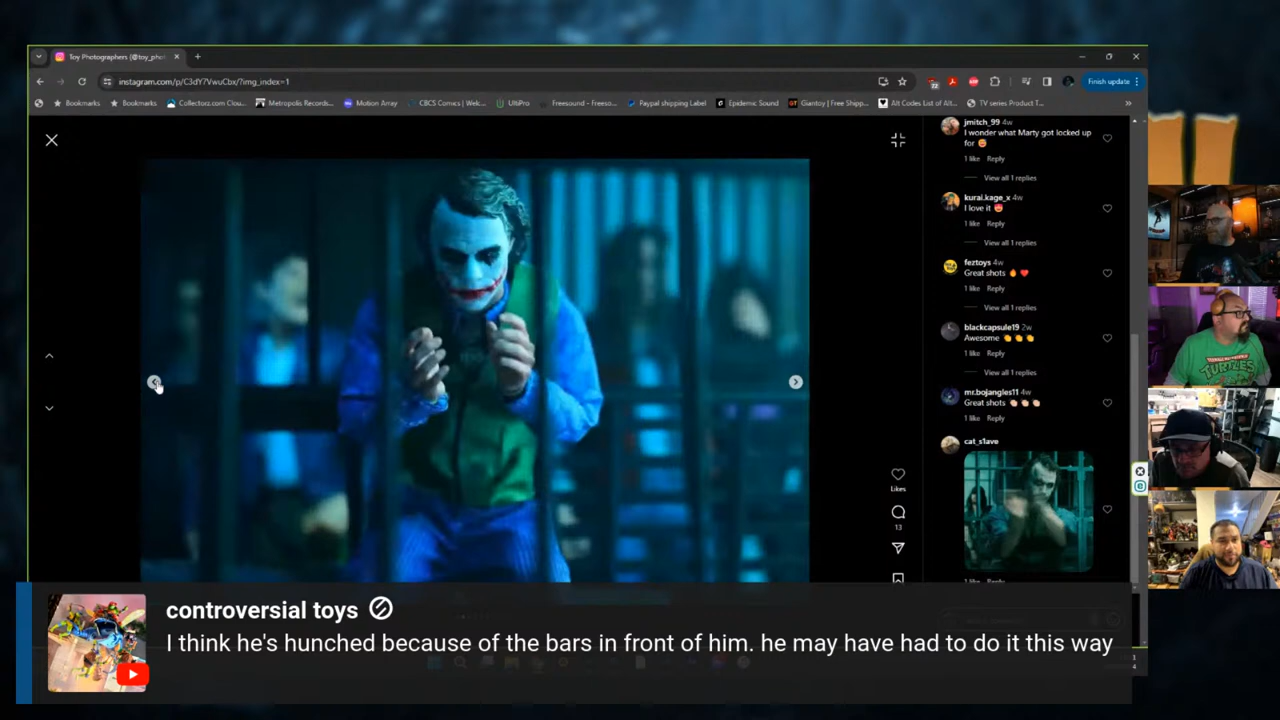 Toy Photographers (@toy_phot
instagram.com/p/C3dY7VwuCbx/?img_index=1
Finish update
Bookmarks
Bookmarks
Collectorz.com Clou...
Metropolis Records...
Motion Array
CBCS Comics | Welc...
UltiPro
Freesound - Freeso...
Paypal shipping Label
Epidemic Sound
GT
Giantoy | Free Shipp...
Alt Codes List of Alt...
TV series Product T...
jmitch_99 4w
I wonder what Marty got locked up
for
1 like Reply
View all 1 replies
kurai.kage_x 4w
I love it
1 like Reply
View all 1 replies
feztoys 4w
Great shots
1 like Reply
View all 1 replies
blackcapsule19 2w
Awesome
1 like Reply
View all 1 replies
mr.bojangles11 4w
Great shots
1 like Reply
cat_s1ave
Likes
13
TURTLES
controversial toys
I think he's hunched because of the bars in front of him. he may have had to do it this way